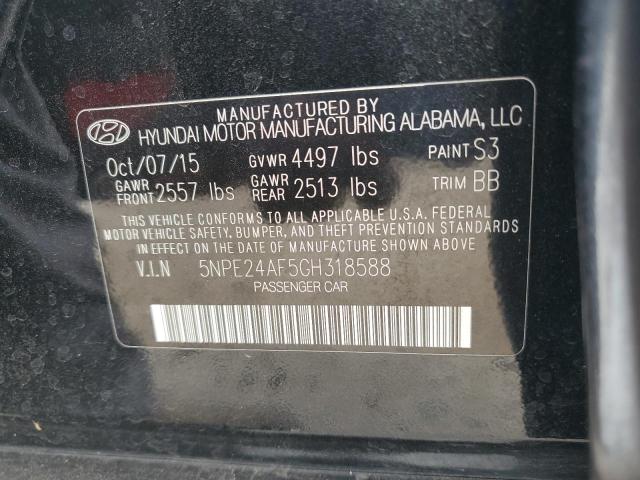 MANUFACTURED BY
HYUNDAI MOTOR MANUFACTURING ALABAMA, LLC
Oct/07/15 GVWR 4497 lbs PAINT S3
GAWR FRONT 2557 lbs GAWR REAR 2513 lbs TRIM BB
THIS VEHICLE CONFORMS TO ALL APPLICABLE U.S.A. FEDERAL
MOTOR VEHICLE SAFETY, BUMPER, AND THEFT PREVENTION STANDARDS
IN EFFECT ON THE DATE OF MANUFACTURE SHOWN ABOVE.
V.I.N 5NPE24AF5GH318588
PASSENGER CAR